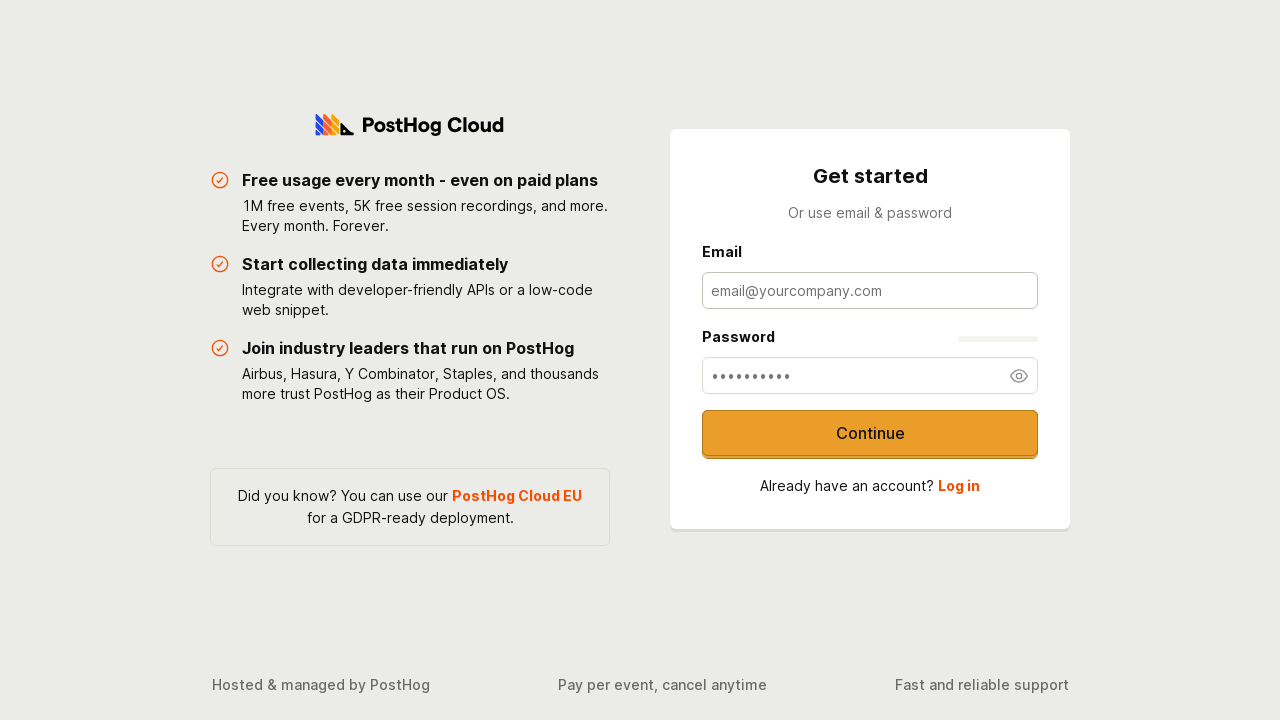 PostHog Cloud
Free usage every month - even on paid plans
1M free events, 5K free session recordings, and more.
Every month. Forever.
Start collecting data immediately
Integrate with developer-friendly APIs or a low-code
web snippet.
Join industry leaders that run on PostHog
Airbus, Hasura, Y Combinator, Staples, and thousands
more trust PostHog as their Product OS.
Did you know? You can use our PostHog Cloud EU
for a GDPR-ready deployment.
Get started
Or use email & password
Email
email@yourcompany.com
Password
••••••••••
Continue
Already have an account? Log in
Hosted & managed by PostHog
Pay per event, cancel anytime
Fast and reliable support